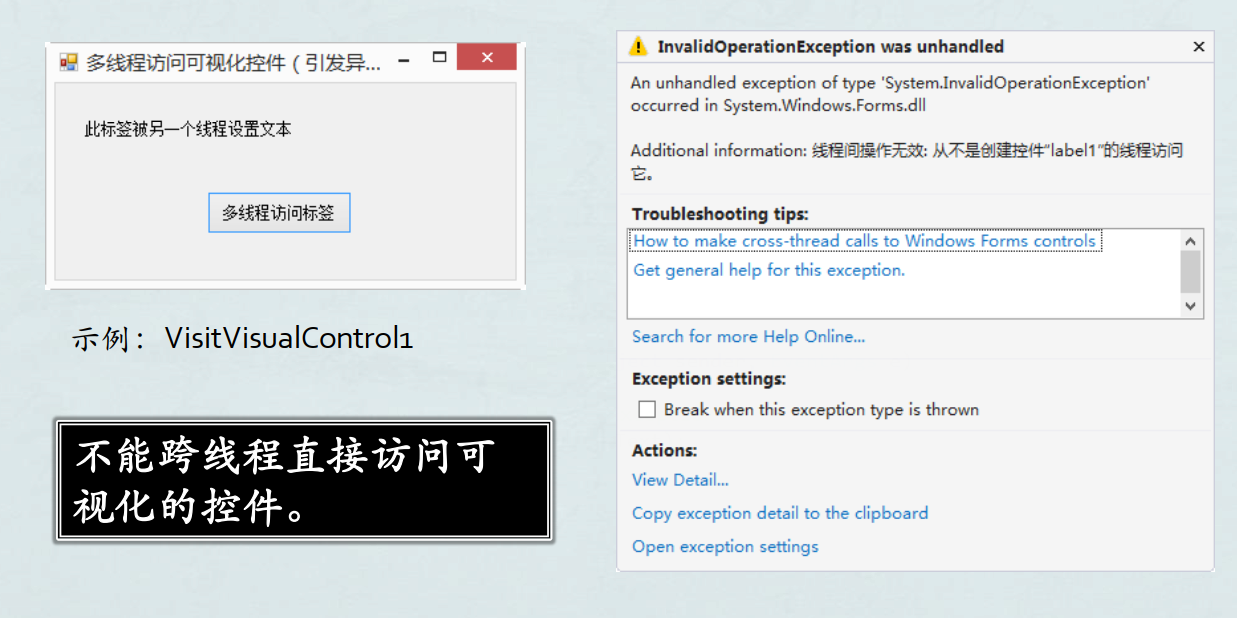 多线程访问可视化控件（引发异...
此标签被另一个线程设置文本
多线程访问标签
示例：VisitVisualControl1
不能跨线程直接访问可
视化的控件。
InvalidOperationException was unhandled
An unhandled exception of type 'System.InvalidOperationException'
occurred in System.Windows.Forms.dll
Additional information: 线程间操作无效: 从不是创建控件“label1”的线程访问
它。
Troubleshooting tips:
How to make cross-thread calls to Windows Forms controls
Get general help for this exception.
Search for more Help Online...
Exception settings:
Break when this exception type is thrown
Actions:
View Detail...
Copy exception detail to the clipboard
Open exception settings